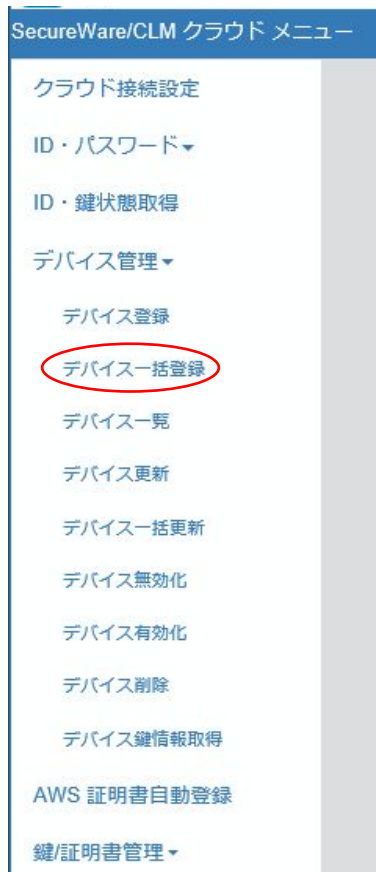 SecureWare/CLM クラウド メニュー
クラウド接続設定
ID・パスワード▾
ID・鍵状態取得
デバイス管理▾
デバイス登録
デバイス一括登録
デバイス一覧
デバイス更新
デバイス一括更新
デバイス無効化
デバイス有効化
デバイス削除
デバイス鍵情報取得
AWS 証明書自動登録
鍵/証明書管理▾